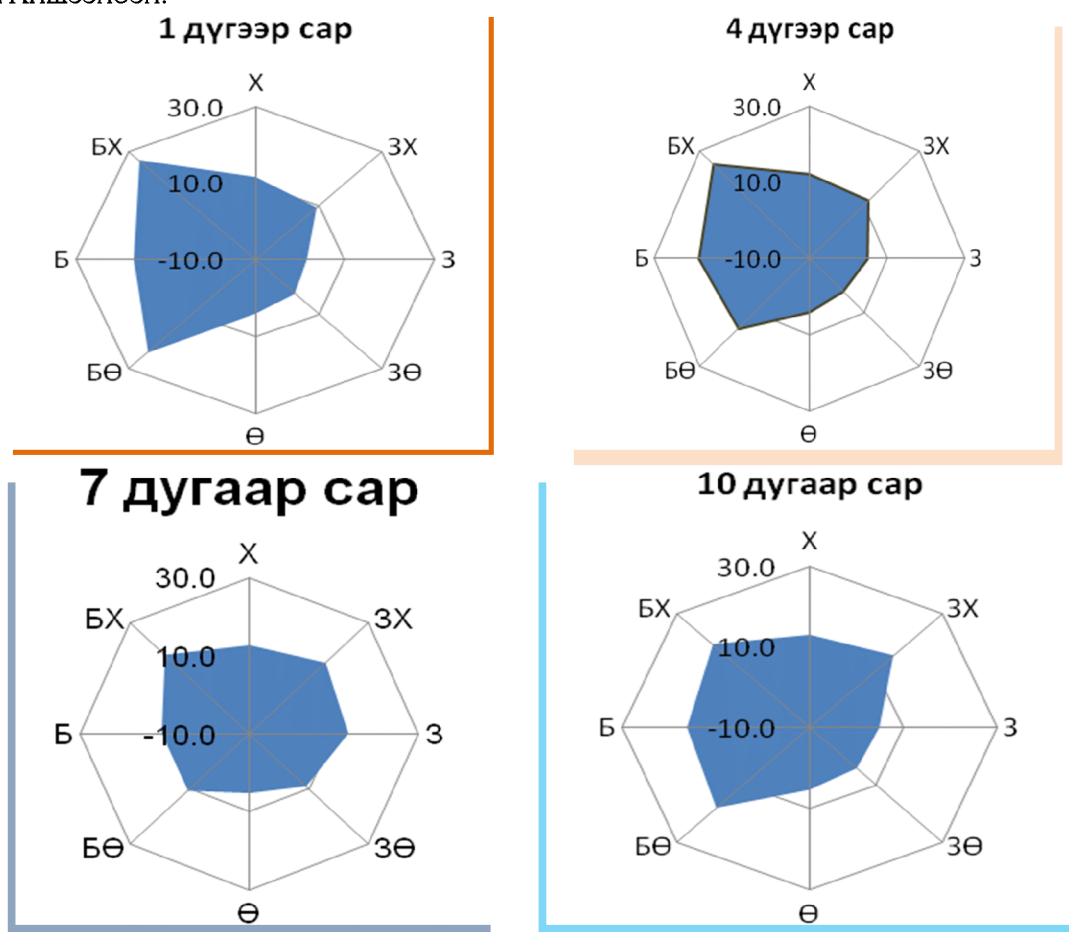 1 дүгээр сар
Х
30.0
БХ
ЗХ
10.0
Б
-10.0
З
БӨ
ЗӨ
Ө
4 дүгээр сар
Х
30.0
БХ
ЗХ
10.0
Б
-10.0
З
БӨ
ЗӨ
Ө
7 дугаар сар
Х
30.0
БХ
ЗХ
10.0
Б
-10.0
З
БӨ
ЗӨ
Ө
10 дугаар сар
Х
30.0
БХ
ЗХ
10.0
Б
-10.0
З
БӨ
ЗӨ
Ө